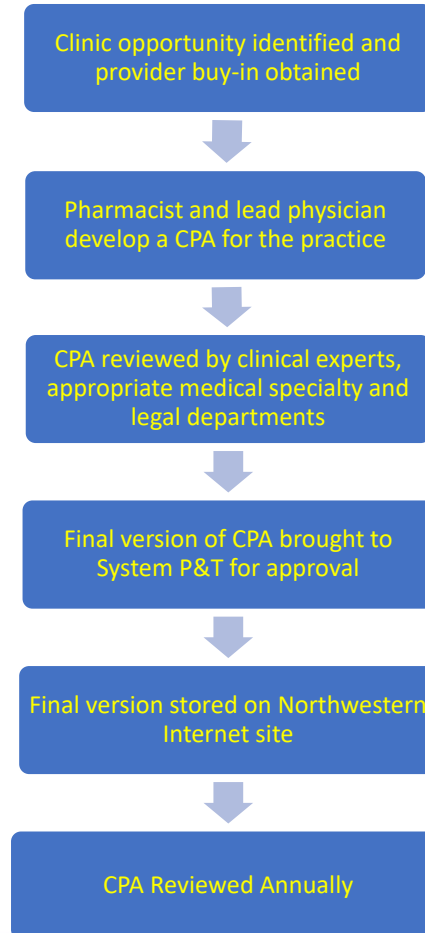 Clinic opportunity identified and
provider buy-in obtained
Pharmacist and lead physician
develop a CPA for the practice
CPA reviewed by clinical experts,
appropriate medical specialty and
legal departments
Final version of CPA brought to
System P&T for approval
Final version stored on Northwestern
Internet site
CPA Reviewed Annually